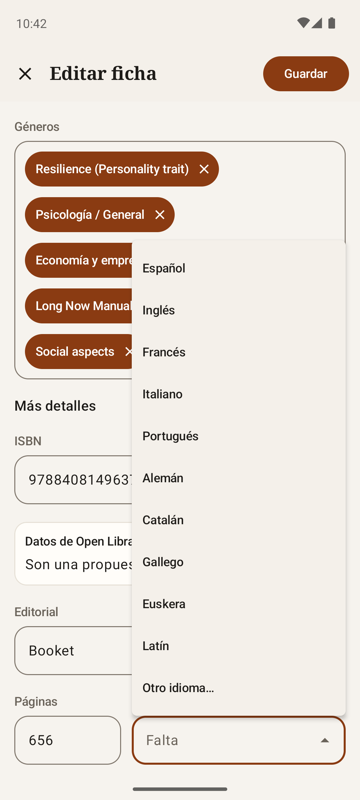 10:42
Editar ficha
Guardar
Géneros
Resilience (Personality trait)
Psicología / General
Economía y empre
Long Now Manual
Social aspects
Más detalles
ISBN
978840814963
Datos de Open Libra
Son una propues
Editorial
Booket
Páginas
656
Español
Inglés
Francés
Italiano
Portugués
Alemán
Catalán
Gallego
Euskera
Latín
Otro idioma...
Falta